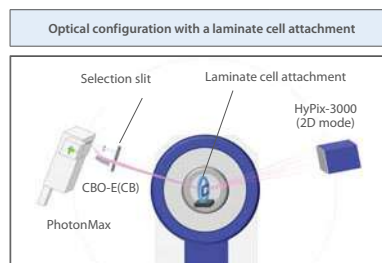 Optical configuration with a laminate cell attachment
Selection slit
Laminate cell attachment
HyPix-3000
(2D mode)
CBO-E(CB)
PhotonMax